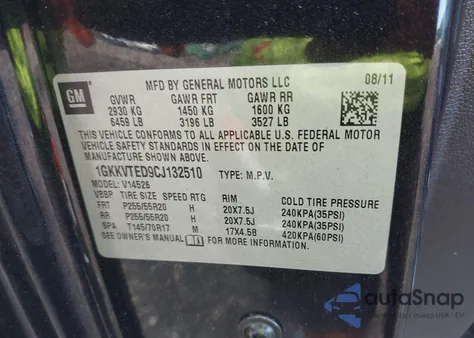 MFD BY GENERAL MOTORS LLC 08/11
GM
GVWR GAWR FRT GAWR RR
2930 KG 1450 KG 1600 KG
6459 LB 3196 LB 3527 LB
THIS VEHICLE CONFORMS TO ALL APPLICABLE U.S. FEDERAL MOTOR
VEHICLE SAFETY STANDARDS IN EFFECT ON THE DATE OF
MANUFACTURE SHOWN ABOVE.
1GKKVTED9CJ132510 TYPE: M.P.V.
MODEL: V14526
VBBP TIRE SIZE SPEED RTG RIM COLD TIRE PRESSURE
FRT P255/55R20 H 20X7.5J 240KPA(35PSI)
RR P255/55R20 H 20X7.5J 240KPA(35PSI)
SPA T145/70R17 M 17X4.5B 420KPA(60PSI)
SEE OWNER'S MANUAL FOR MORE INFORMATION.
autoSnap